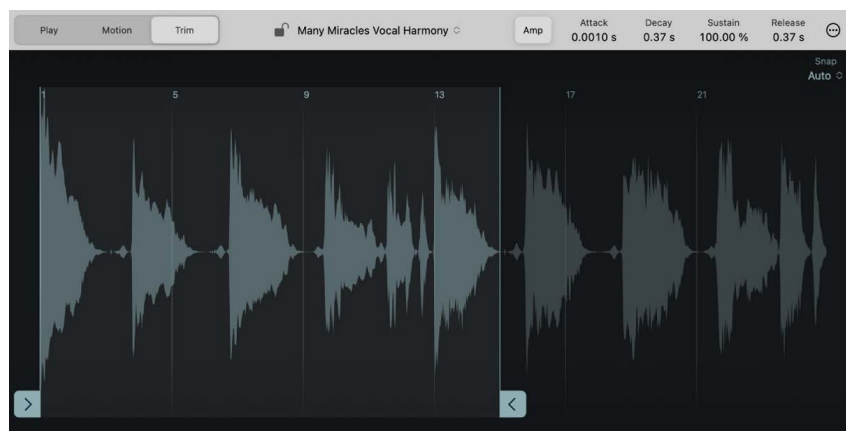 Play Motion Trim Many Miracles Vocal Harmony Amp
Attack Decay Sustain Release
0.0010 s 0.37 s 100.00 % 0.37 s
Snap
Auto
1 5 9 13 17 21